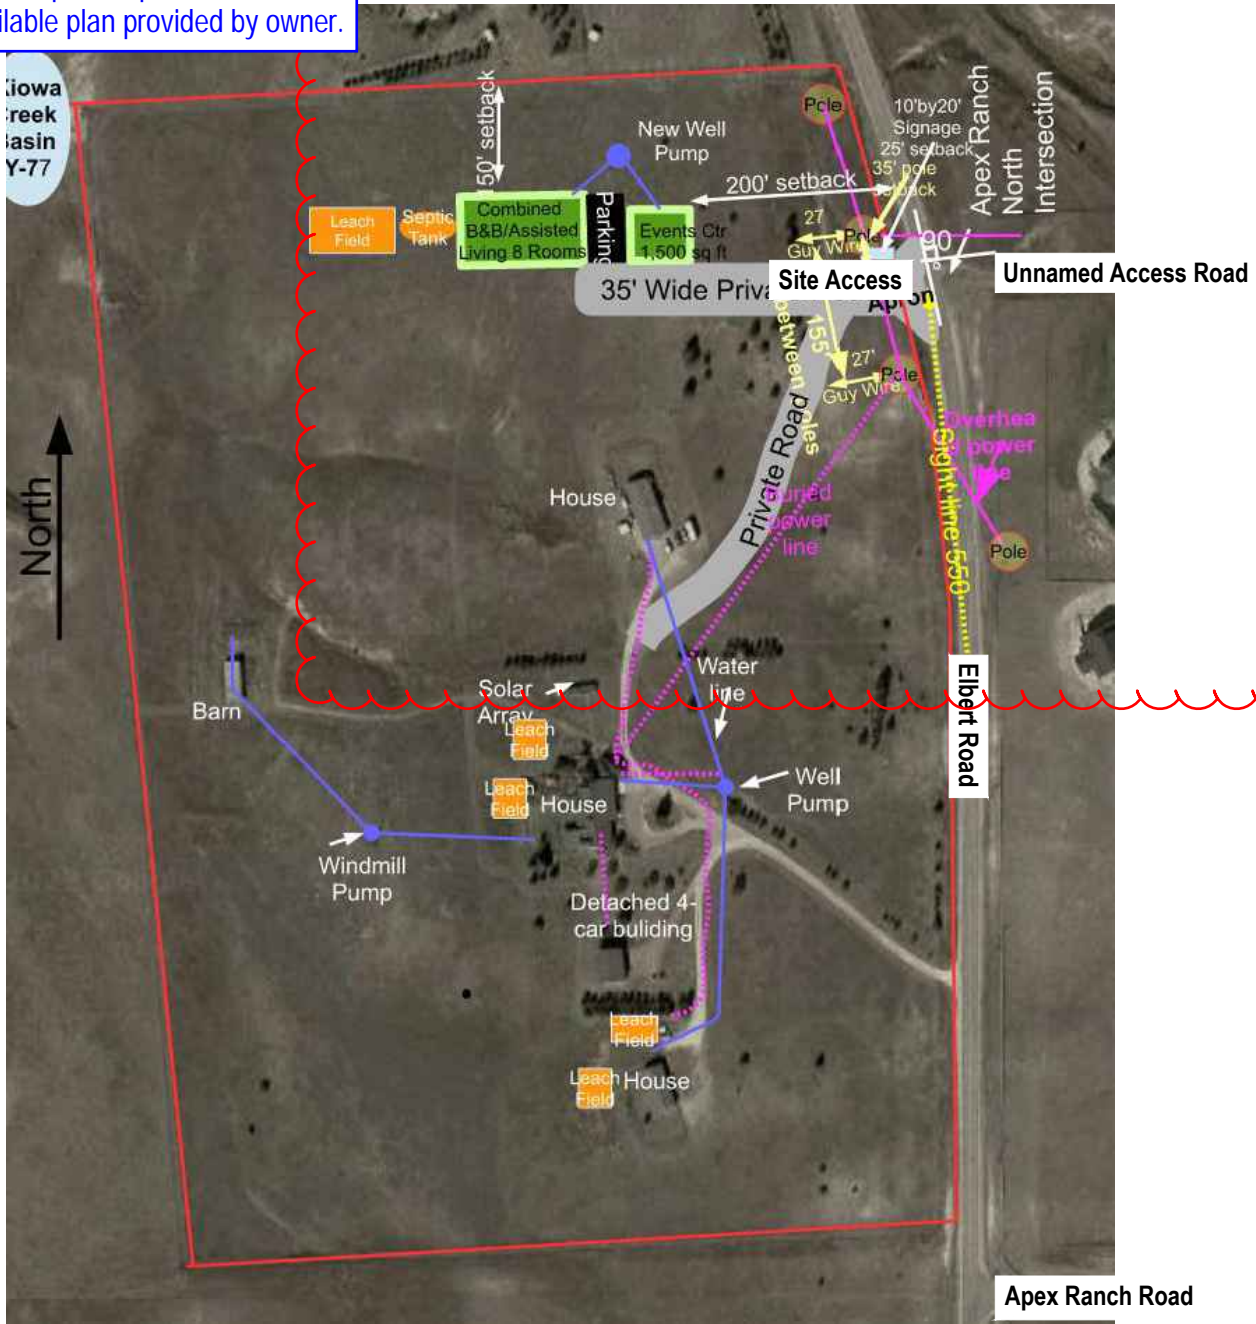 ilable plan provided by owner.
Kiowa
Creek
Basin
Y-77
50' setback
New Well
Pump
Pole
10'by20'
Signage
25' setback
35' pole
setback
Apex Ranch
North
Intersection
200' setback
Leach
Field
Septic
Tank
Combined
B&B/Assisted
Living 8 Rooms
Parking
Events Ctr
1,500 sq ft
27
Guy Wire
Pole
90°
Site Access
Unnamed Access Road
35' Wide Priva
Apron
155'
between poles
27'
Guy Wire
Pole
Private Road
Overhea
power
line
Sight line 550
Buried
power
line
Pole
North
House
Water
line
Solar
Array
Barn
Leach
Field
Leach
Field
House
Well
Pump
Elbert Road
Windmill
Pump
Detached 4-
car buliding
Leach
Field
Leach
Field
House
Apex Ranch Road